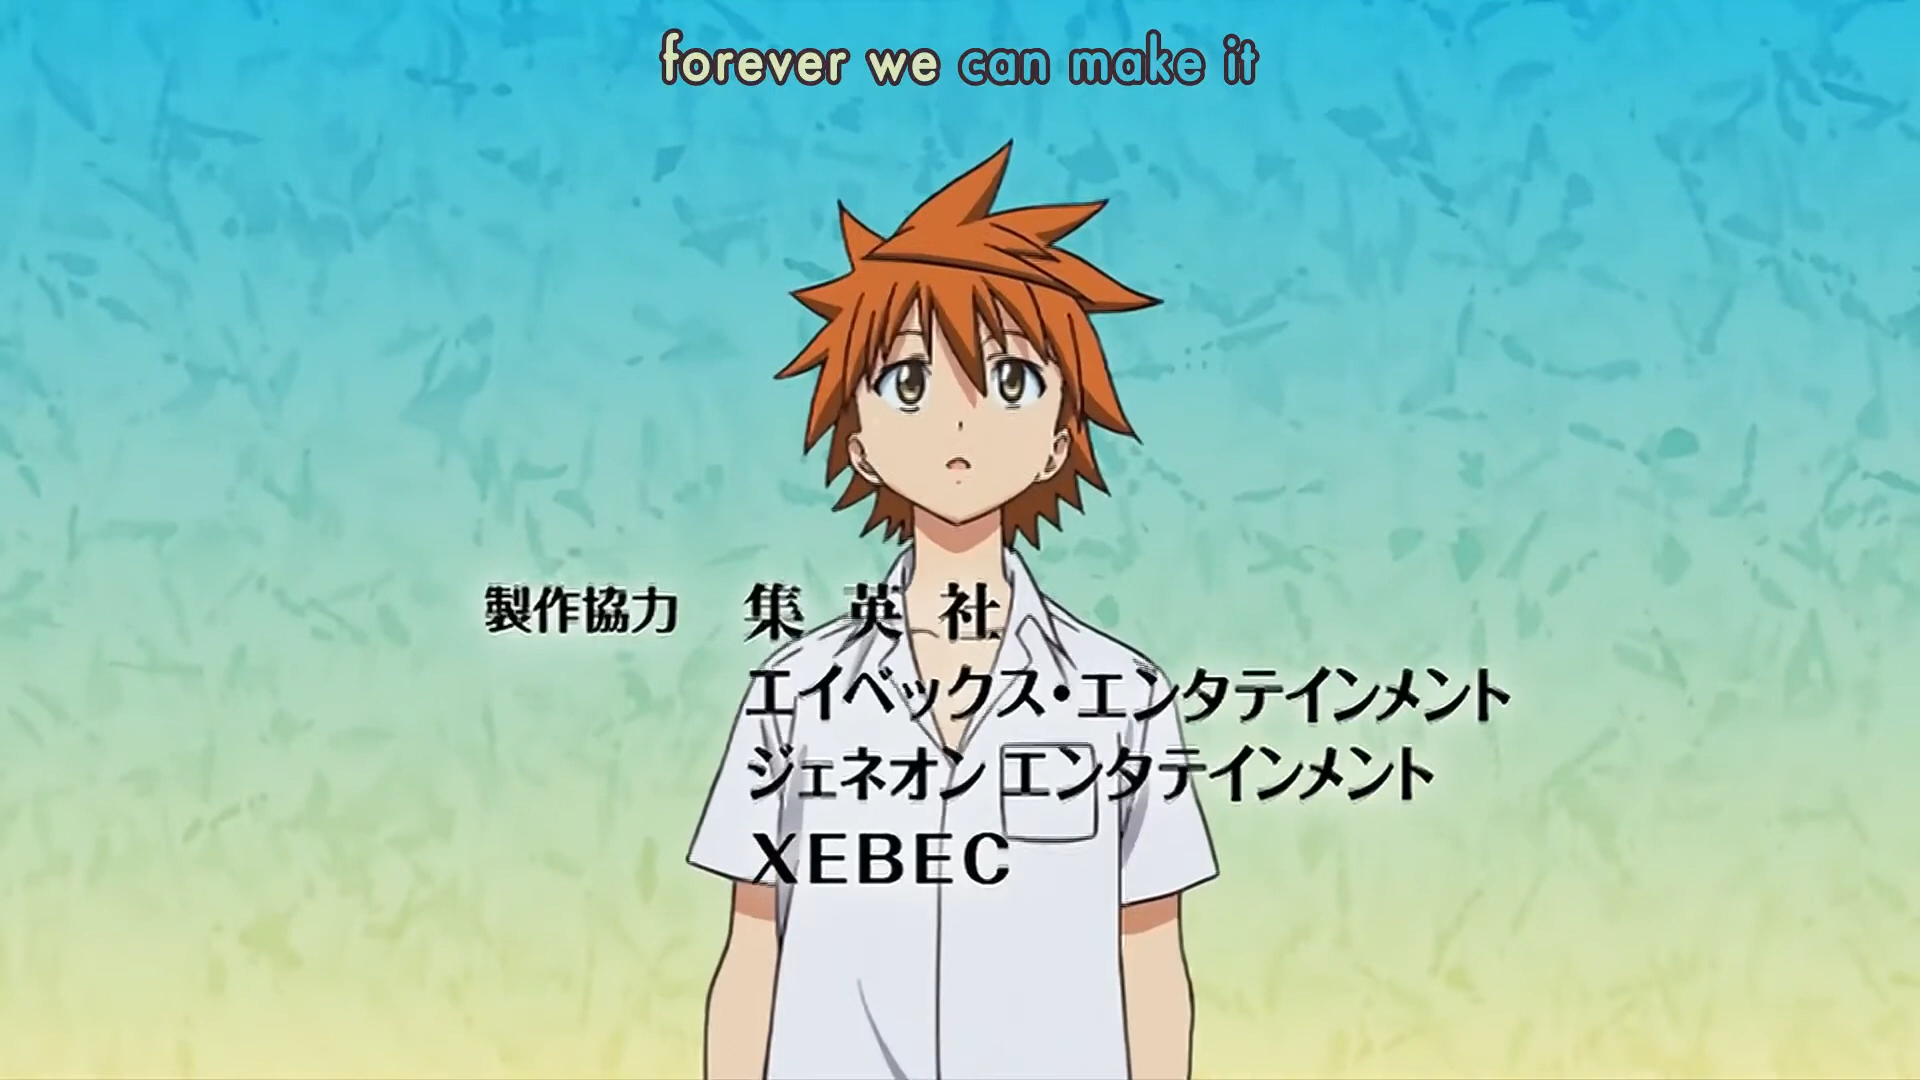 forever we can make it
製作協力 集英社
エイベックス・エンタテインメント
ジェネオン エンタテインメント
XEBEC